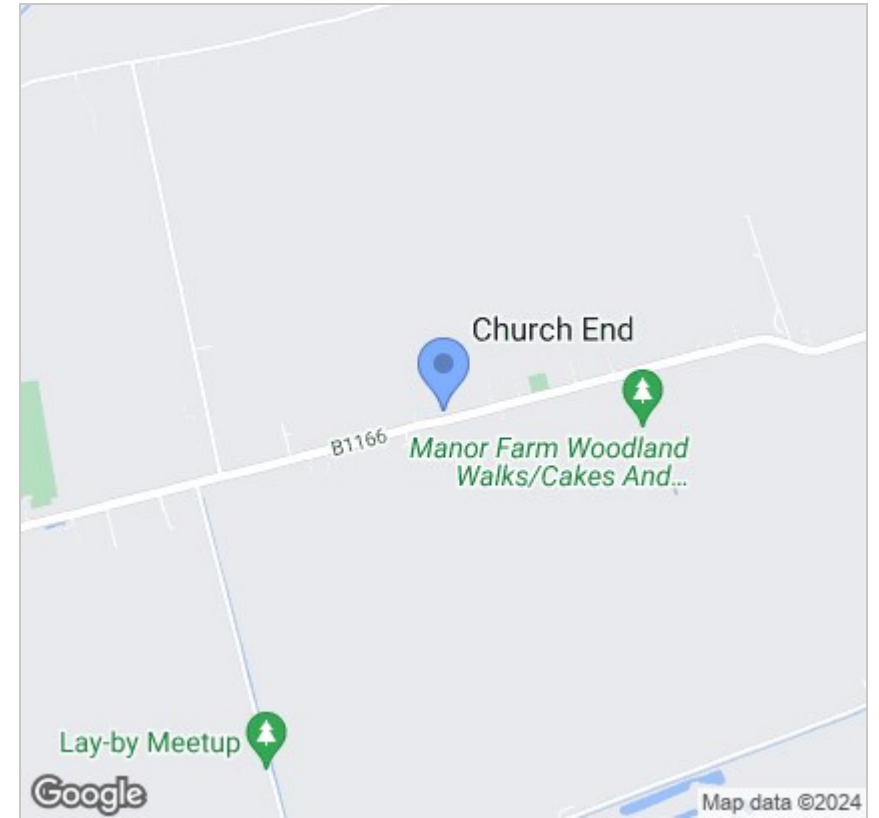 Church End
B1166
Manor Farm Woodland
Walks/Cakes And...
Lay-by Meetup
Google
Map data ©2024